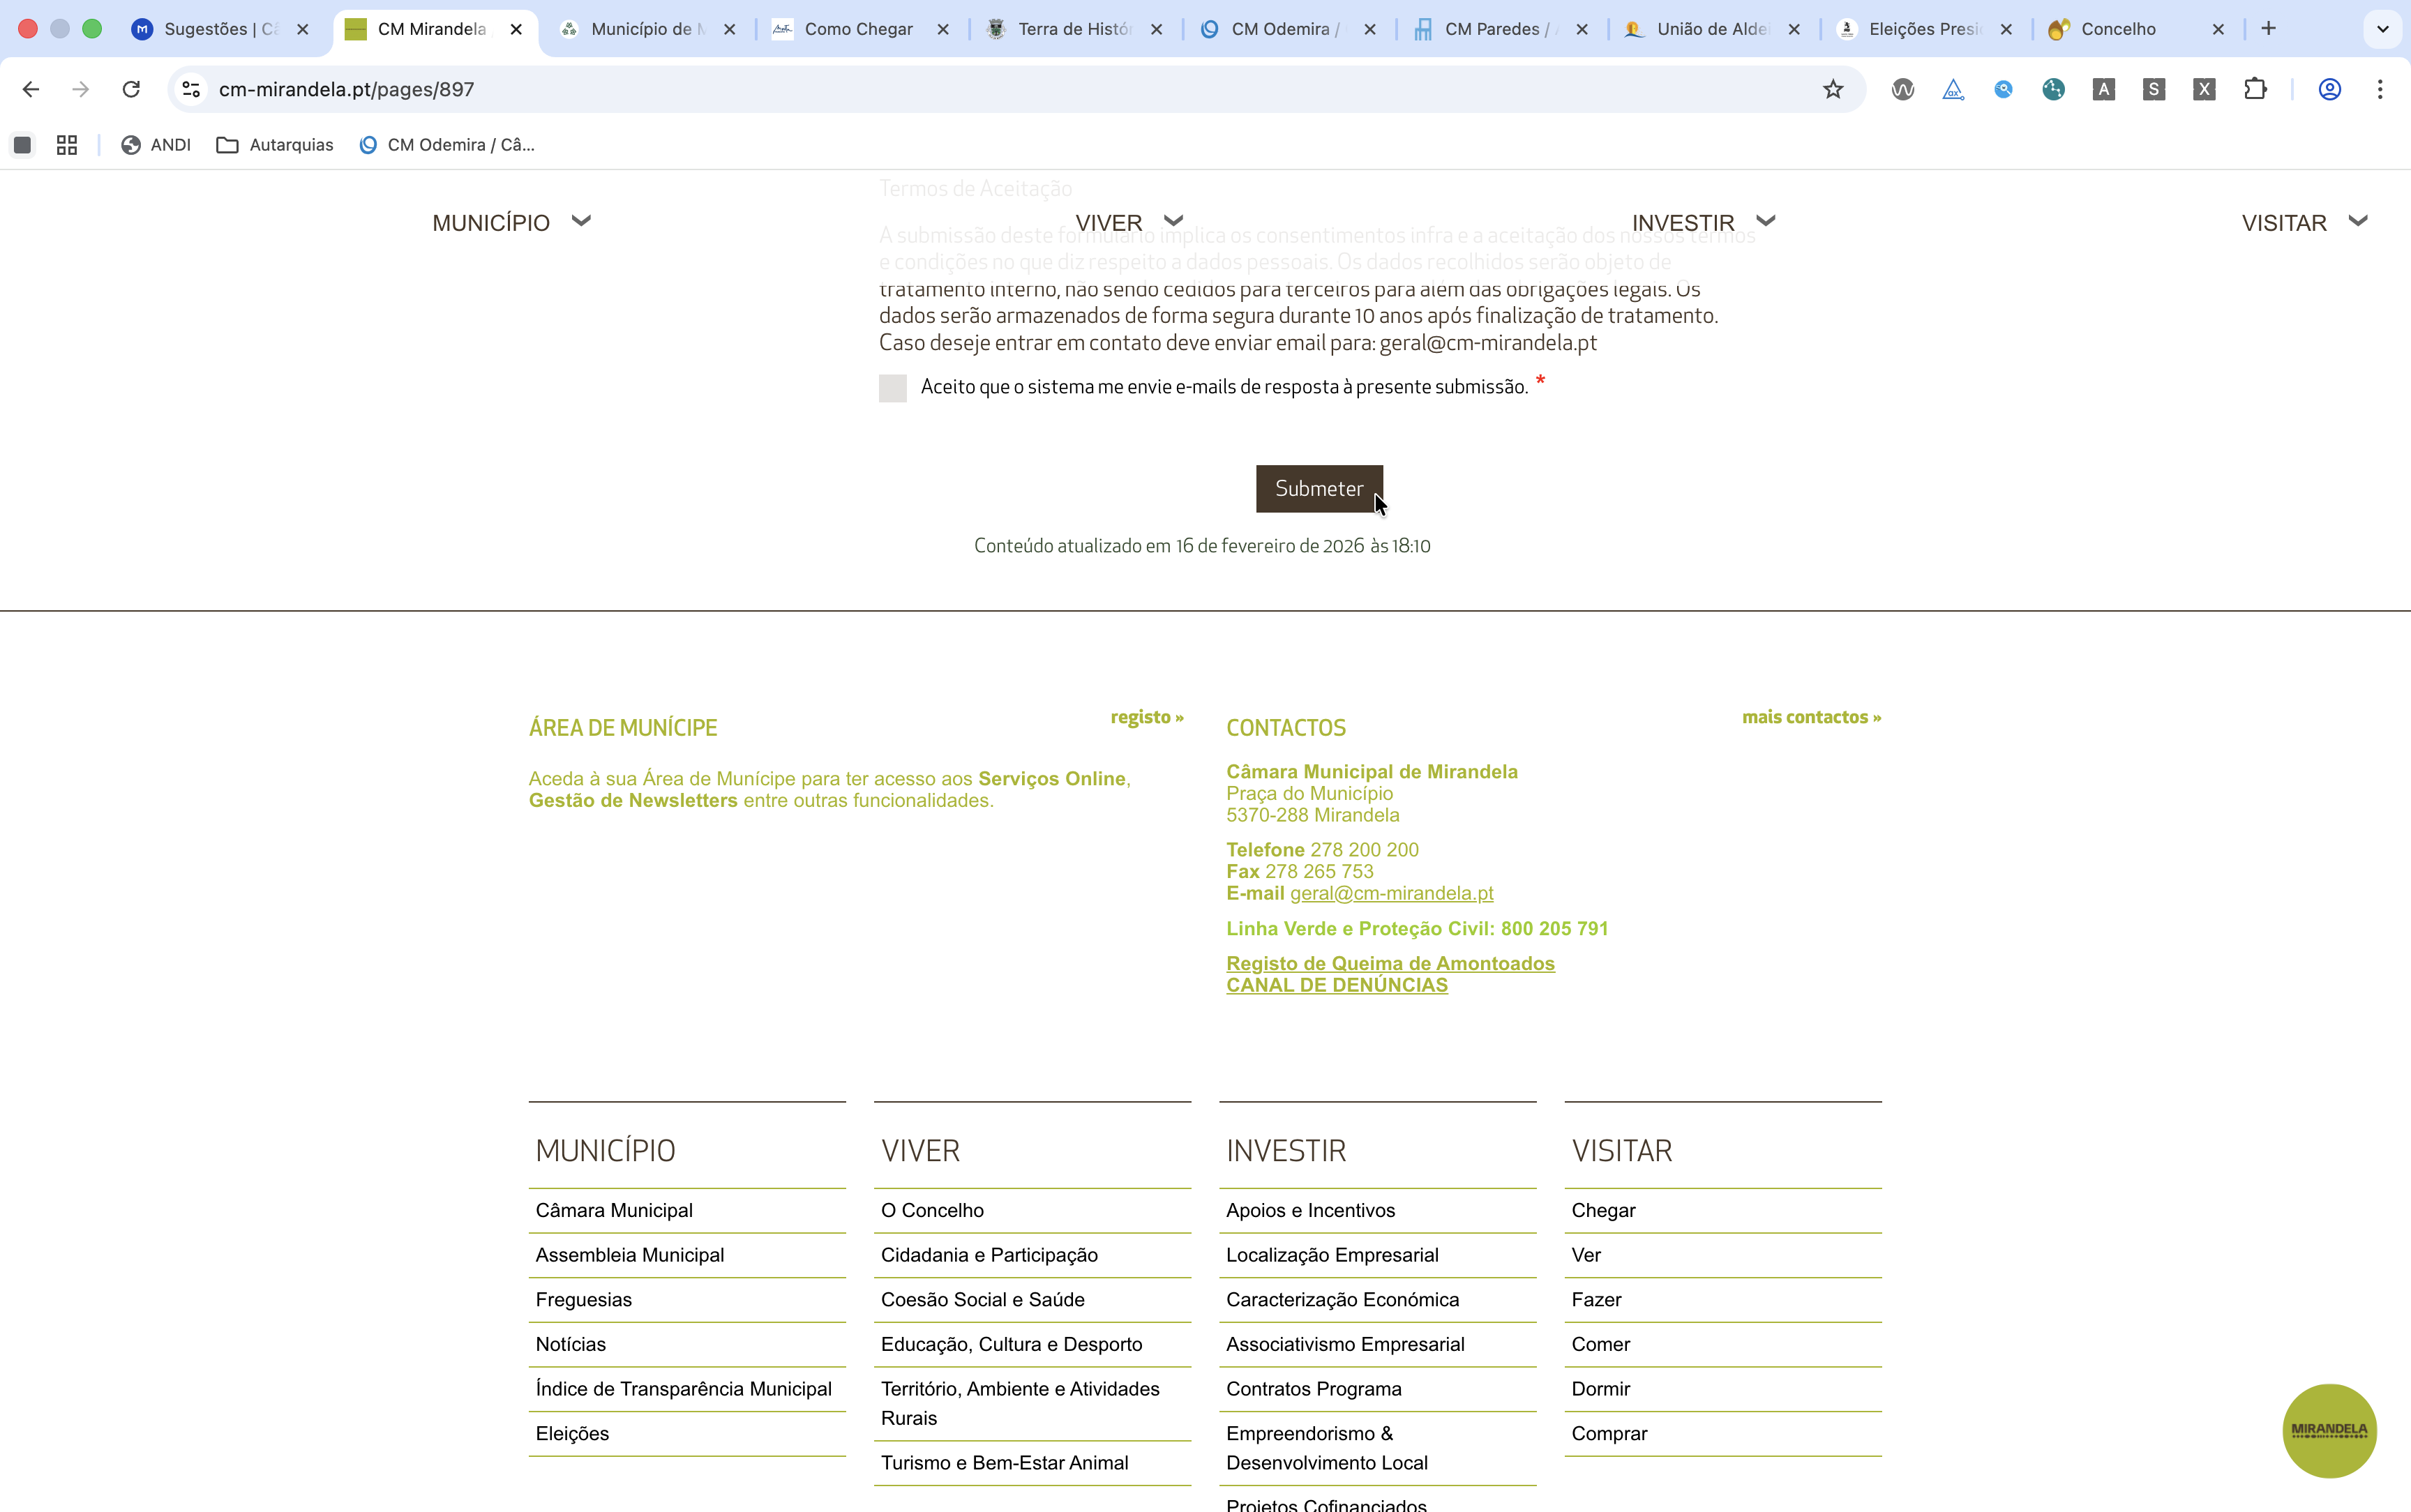 Sugestões | Câ
CM Mirandela
Município de M
Como Chegar
Terra de Histór
CM Odemira /
CM Paredes /
União de Aldei
Eleições Presid
Concelho
cm-mirandela.pt/pages/897
A
S
X
ANDI
Autarquias
CM Odemira / Câ...
Termos de Aceitação
MUNICÍPIO
VIVER
INVESTIR
VISITAR
A submissão deste formulário implica os consentimentos infra e a aceitação dos nossos termos
e condições no que diz respeito a dados pessoais. Os dados recolhidos serão objeto de
tratamento interno, não sendo cedidos para terceiros para além das obrigações legais. Os
dados serão armazenados de forma segura durante 10 anos após finalização de tratamento.
Caso deseje entrar em contato deve enviar email para: geral@cm-mirandela.pt
Aceito que o sistema me envie e-mails de resposta à presente submissão. *
Submeter
Conteúdo atualizado em 16 de fevereiro de 2026 às 18:10
ÁREA DE MUNÍCIPE
registo »
Aceda à sua Área de Munícipe para ter acesso aos Serviços Online,
Gestão de Newsletters entre outras funcionalidades.
CONTACTOS
mais contactos »
Câmara Municipal de Mirandela
Praça do Município
5370-288 Mirandela
Telefone 278 200 200
Fax 278 265 753
E-mail geral@cm-mirandela.pt
Linha Verde e Proteção Civil: 800 205 791
Registo de Queima de Amontoados
CANAL DE DENÚNCIAS
MUNICÍPIO
Câmara Municipal
Assembleia Municipal
Freguesias
Notícias
Índice de Transparência Municipal
Eleições
VIVER
O Concelho
Cidadania e Participação
Coesão Social e Saúde
Educação, Cultura e Desporto
Território, Ambiente e Atividades
Rurais
Turismo e Bem-Estar Animal
INVESTIR
Apoios e Incentivos
Localização Empresarial
Caracterização Económica
Associativismo Empresarial
Contratos Programa
Empreendorismo &
Desenvolvimento Local
Projetos Cofinanciados
VISITAR
Chegar
Ver
Fazer
Comer
Dormir
Comprar
MIRANDELA